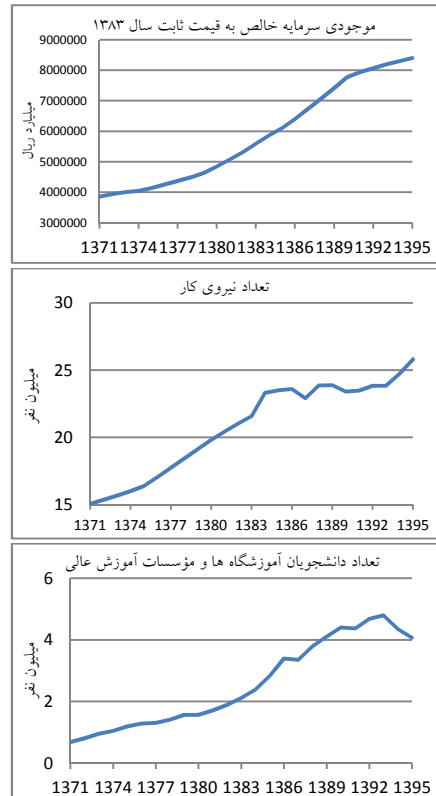 موجودی سرمایه خالص به قیمت ثابت سال ۱۳۸۳
9000000
8000000
7000000
6000000
5000000
4000000
3000000
میلیارد ریال
1371 1374 1377 1380 1383 1386 1389 1392 1395
تعداد نیروی کار
30
25
20
15
میلیون نفر
1371 1374 1377 1380 1383 1386 1389 1392 1395
تعداد دانشجویان آموزشگاه ها و مؤسسات آموزش عالی
6
4
2
0
میلیون نفر
1371 1374 1377 1380 1383 1386 1389 1392 1395